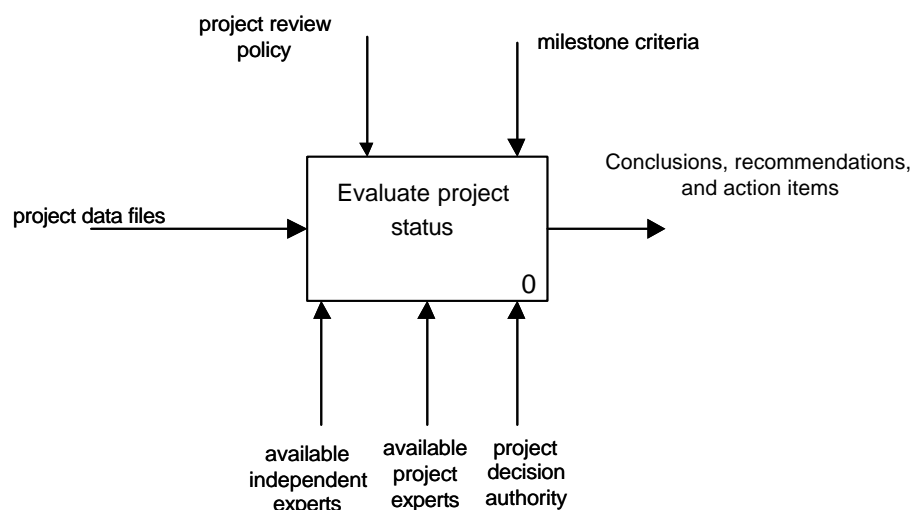 project review
policy
milestone criteria
Conclusions, recommendations,
and action items
Evaluate project
status
project data files
0
available
independent
experts
available
project
experts
project
decision
authority